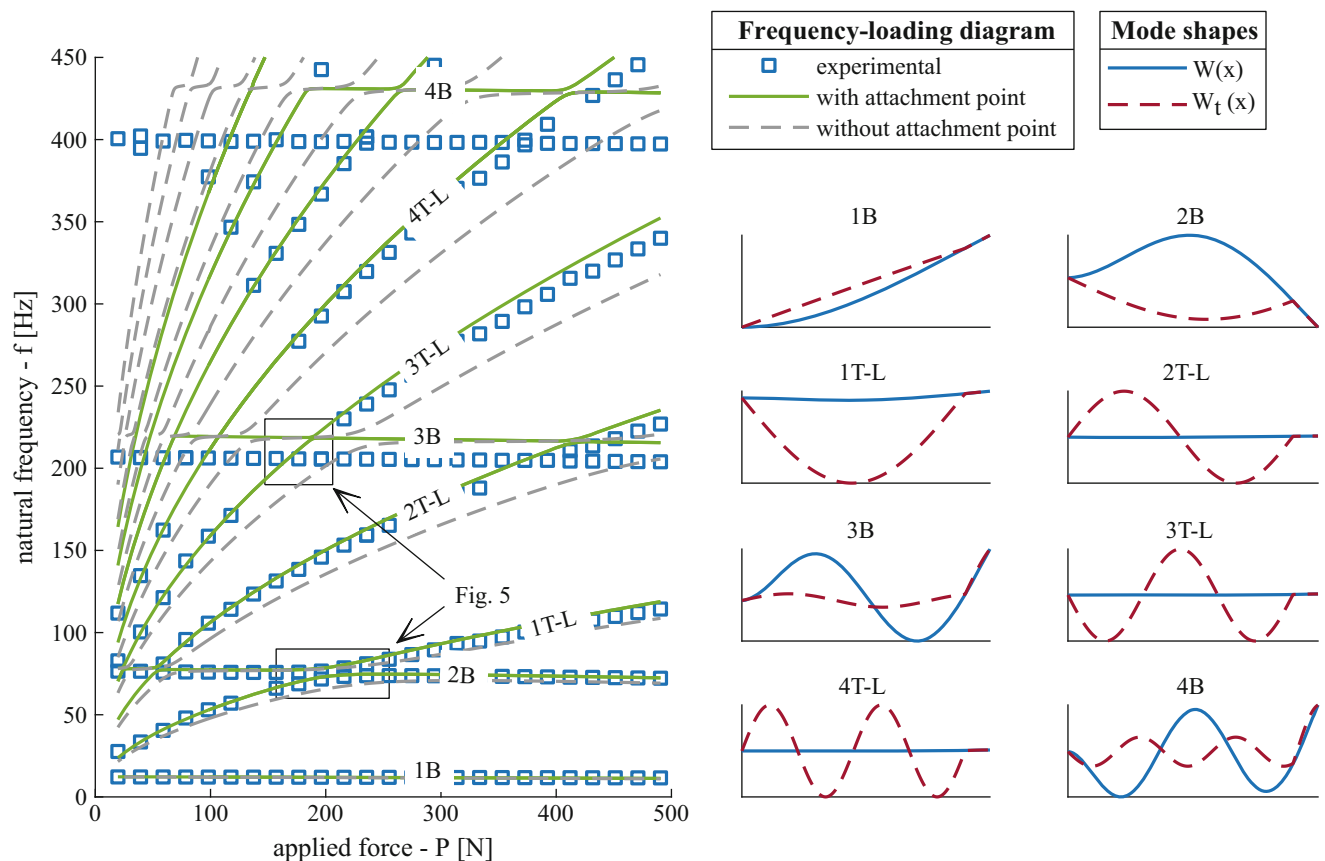 Frequency-loading diagram
experimental
with attachment point
without attachment point
Mode shapes
W(x)
Wₜ (x)
natural frequency - f [Hz]
450
400
350
300
250
200
150
100
50
0
0 100 200 300 400 500
applied force - P [N]
4B
4T-L
3T-L
3B
2T-L
Fig. 5
1T-L
2B
1B
1B 2B
1T-L 2T-L
3B 3T-L
4T-L 4B